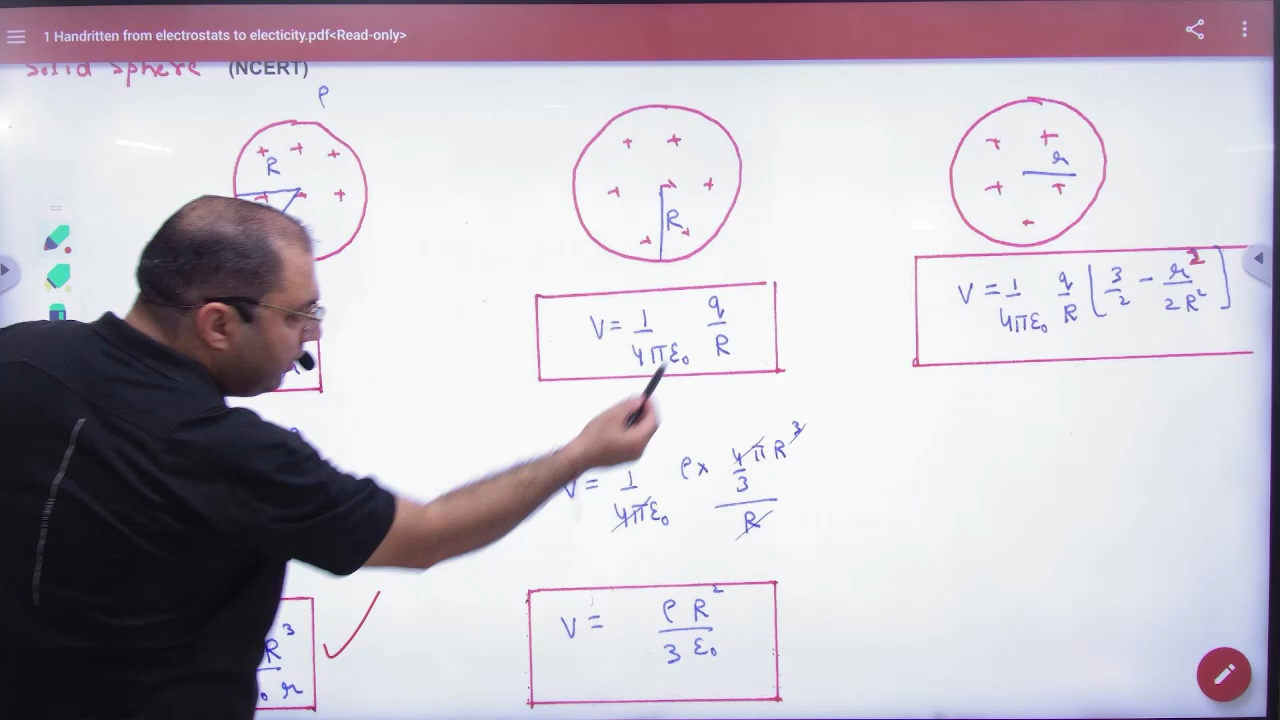 1 Handritten from electrostats to electicity.pdf<Read-only>
Solid sphere (NCERT)
ρ
R
R
r
V = 1/4πε₀ q/R
V = 1/4πε₀ q/R [3/2 - r²/2R²]
V = 1/4πε₀ ρ× 4/3 πR³/R
V = ρR²/3ε₀
R³
₀ r